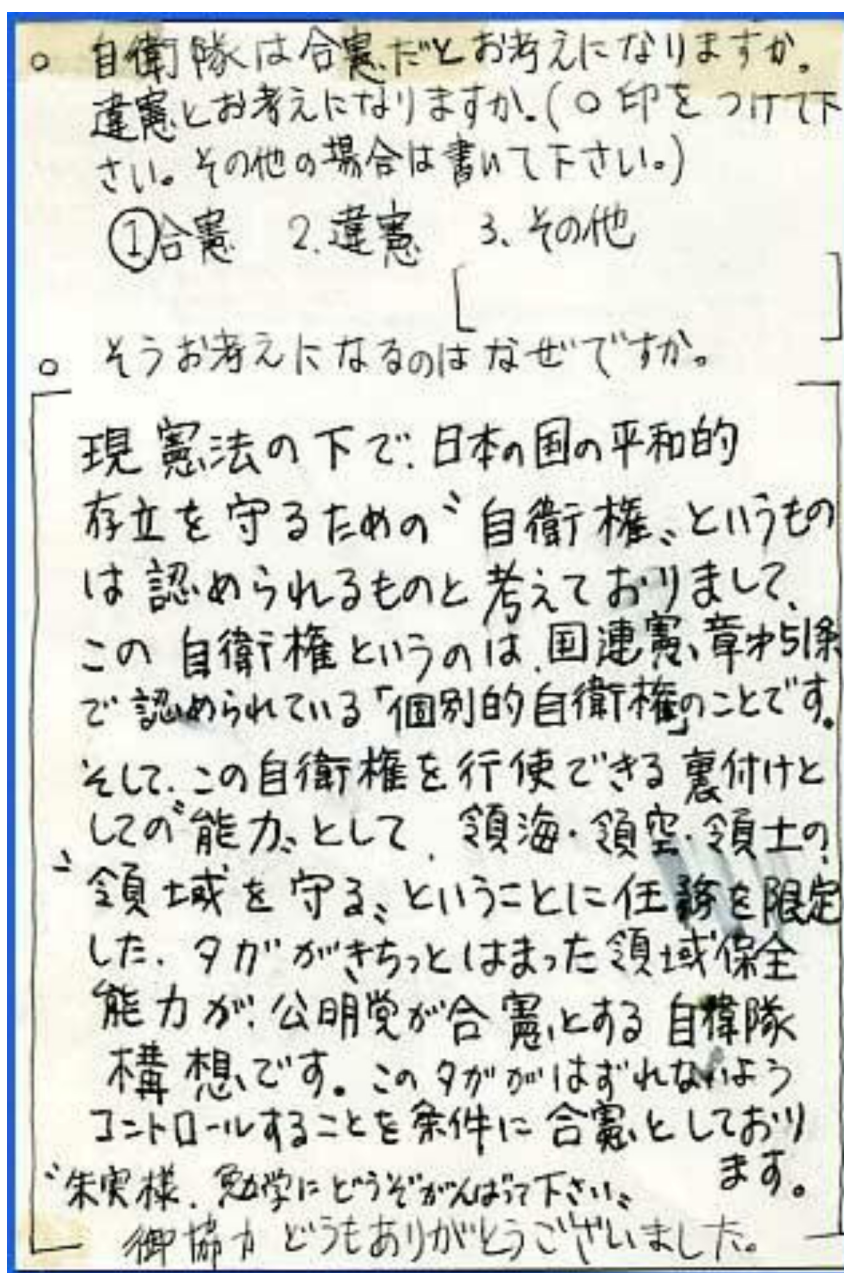 ○ 自衛隊は合憲だとお考えになりますか。
違憲とお考えになりますか。(○印をつけて下
さい。その他の場合は書いて下さい。)
①合憲 2.違憲 3.その他
[ ]
○ そうお考えになるのはなぜですか。
現憲法の下で、日本の国の平和的
存立を守るための〝自衛権〟というもの
は認められるものと考えておりまして、
この自衛権というのは、国連憲章才51条
で認められている「個別的自衛権」のことです。
そして、この自衛権を行使できる裏付けと
しての〝能力〟として、領海・領空・領土の
〝領域を守る〟ということに任務を限定
した、タガがきちっとはまった領域保全
能力が、公明党が合憲とする自衛隊
構想です。このタガがはずれないよう
コントロールすることを条件に合憲としており
ます。
〝朱実様、勉学にどうぞがんばって下さい〟
御協力どうもありがとうございました。